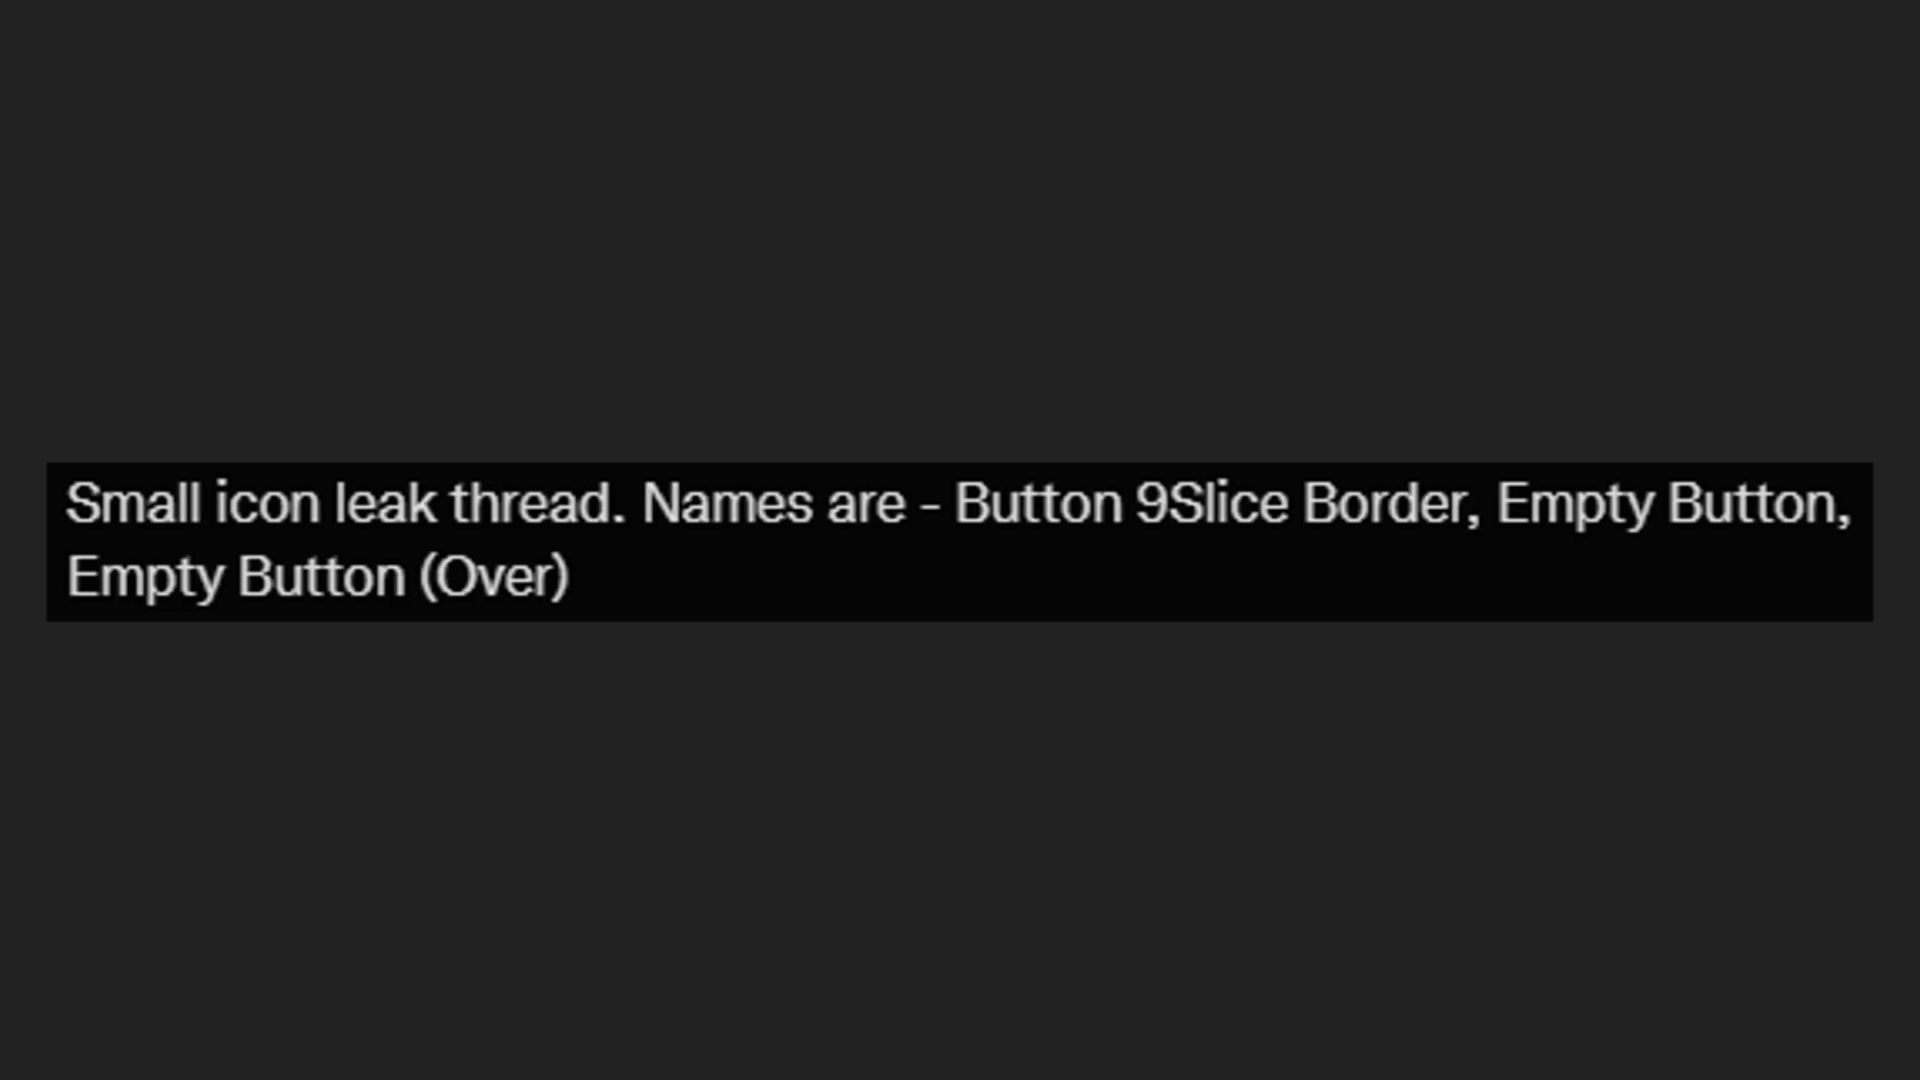 Small icon leak thread. Names are - Button 9Slice Border, Empty Button,
Empty Button (Over)